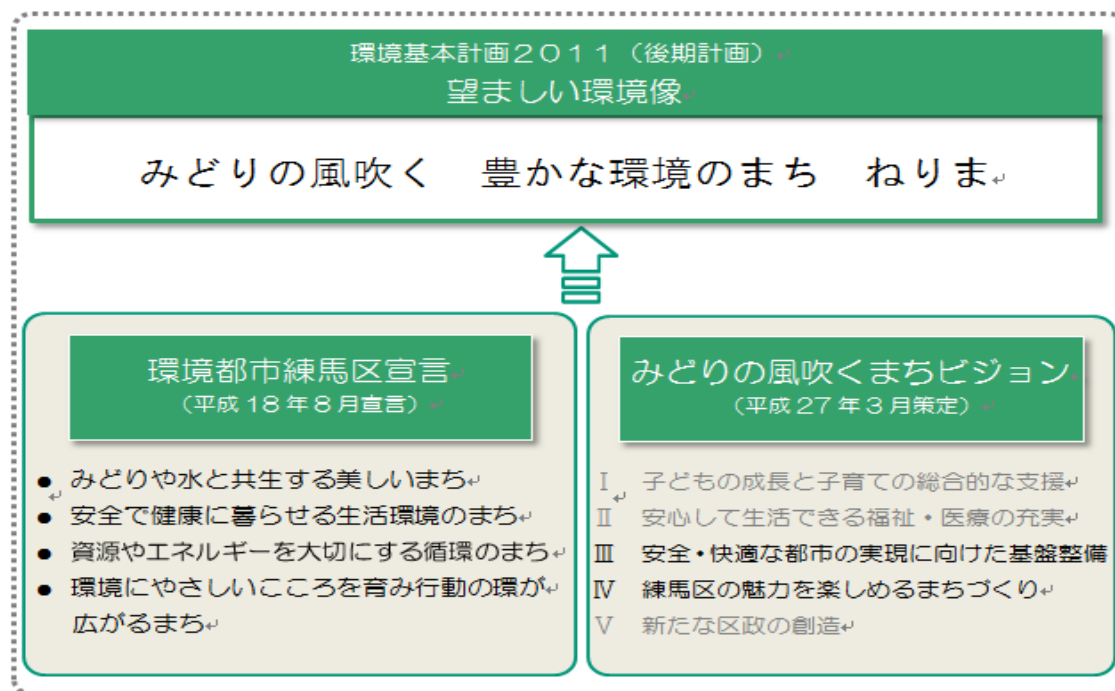 環境基本計画2011（後期計画）
望ましい環境像
みどりの風吹く　豊かな環境のまち　ねりま
環境都市練馬区宣言
（平成18年8月宣言）
● みどりや水と共生する美しいまち
● 安全で健康に暮らせる生活環境のまち
● 資源やエネルギーを大切にする循環のまち
● 環境にやさしいこころを育み行動の環が
広がるまち
みどりの風吹くまちビジョン
（平成27年3月策定）
Ⅰ 子どもの成長と子育ての総合的な支援
Ⅱ 安心して生活できる福祉・医療の充実
Ⅲ 安全・快適な都市の実現に向けた基盤整備
Ⅳ 練馬区の魅力を楽しめるまちづくり
Ⅴ 新たな区政の創造